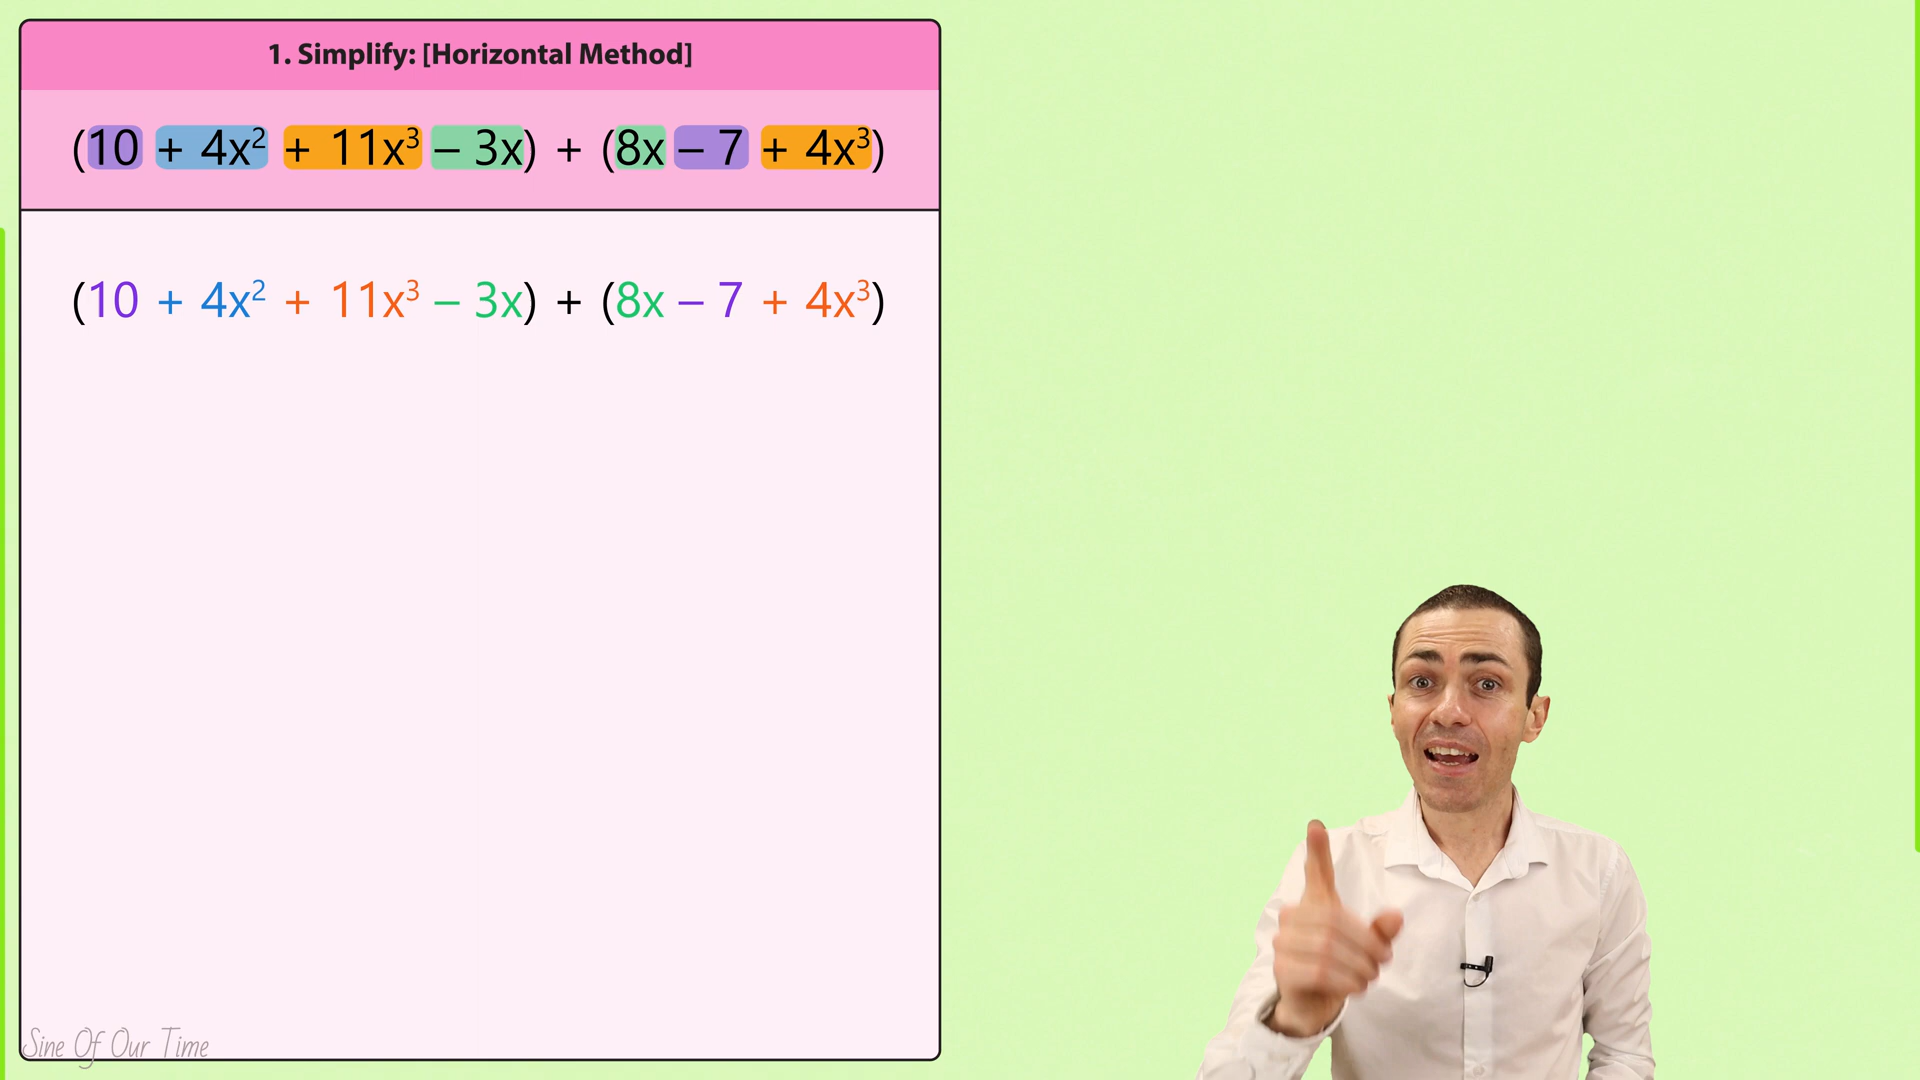 1. Simplify: [Horizontal Method]
(10 + 4x² + 11x³ – 3x) + (8x – 7 + 4x³)
(10 + 4x² + 11x³ – 3x) + (8x – 7 + 4x³)
Sine Of Our Time